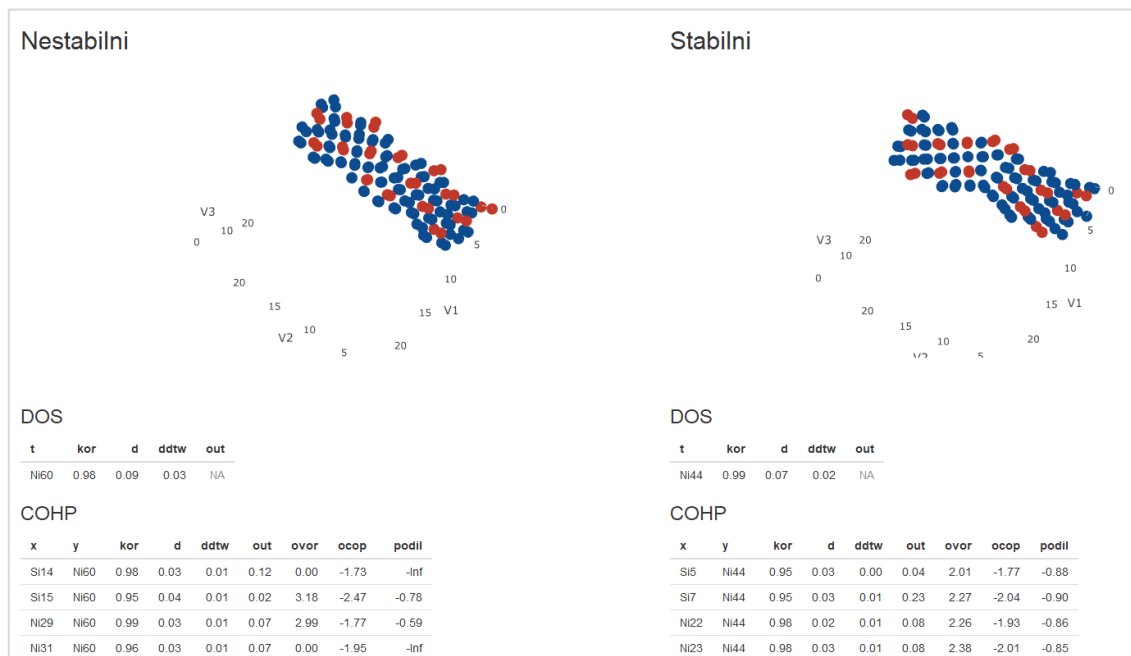 Nestabilni
V3
20
10
0
0
5
10
15 V1
20
20
15
10
V2
5
DOS
t kor d ddtw out
Ni60 0.98 0.09 0.03 NA
COHP
x y kor d ddtw out ovor ocop podil
Si14 Ni60 0.98 0.03 0.01 0.12 0.00 -1.73 -Inf
Si15 Ni60 0.95 0.04 0.01 0.02 3.18 -2.47 -0.78
Ni29 Ni60 0.99 0.03 0.01 0.07 2.99 -1.77 -0.59
Ni31 Ni60 0.96 0.03 0.01 0.07 0.00 -1.95 -Inf
Stabilni
0
V3
20
5
10
10
0
15 V1
20
20
15
10
V2
5
DOS
t kor d ddtw out
Ni44 0.99 0.07 0.02 NA
COHP
x y kor d ddtw out ovor ocop podil
Si5 Ni44 0.95 0.03 0.00 0.04 2.01 -1.77 -0.88
Si7 Ni44 0.95 0.03 0.01 0.23 2.27 -2.04 -0.90
Ni22 Ni44 0.98 0.02 0.01 0.08 2.26 -1.93 -0.86
Ni23 Ni44 0.98 0.03 0.01 0.08 2.38 -2.01 -0.85